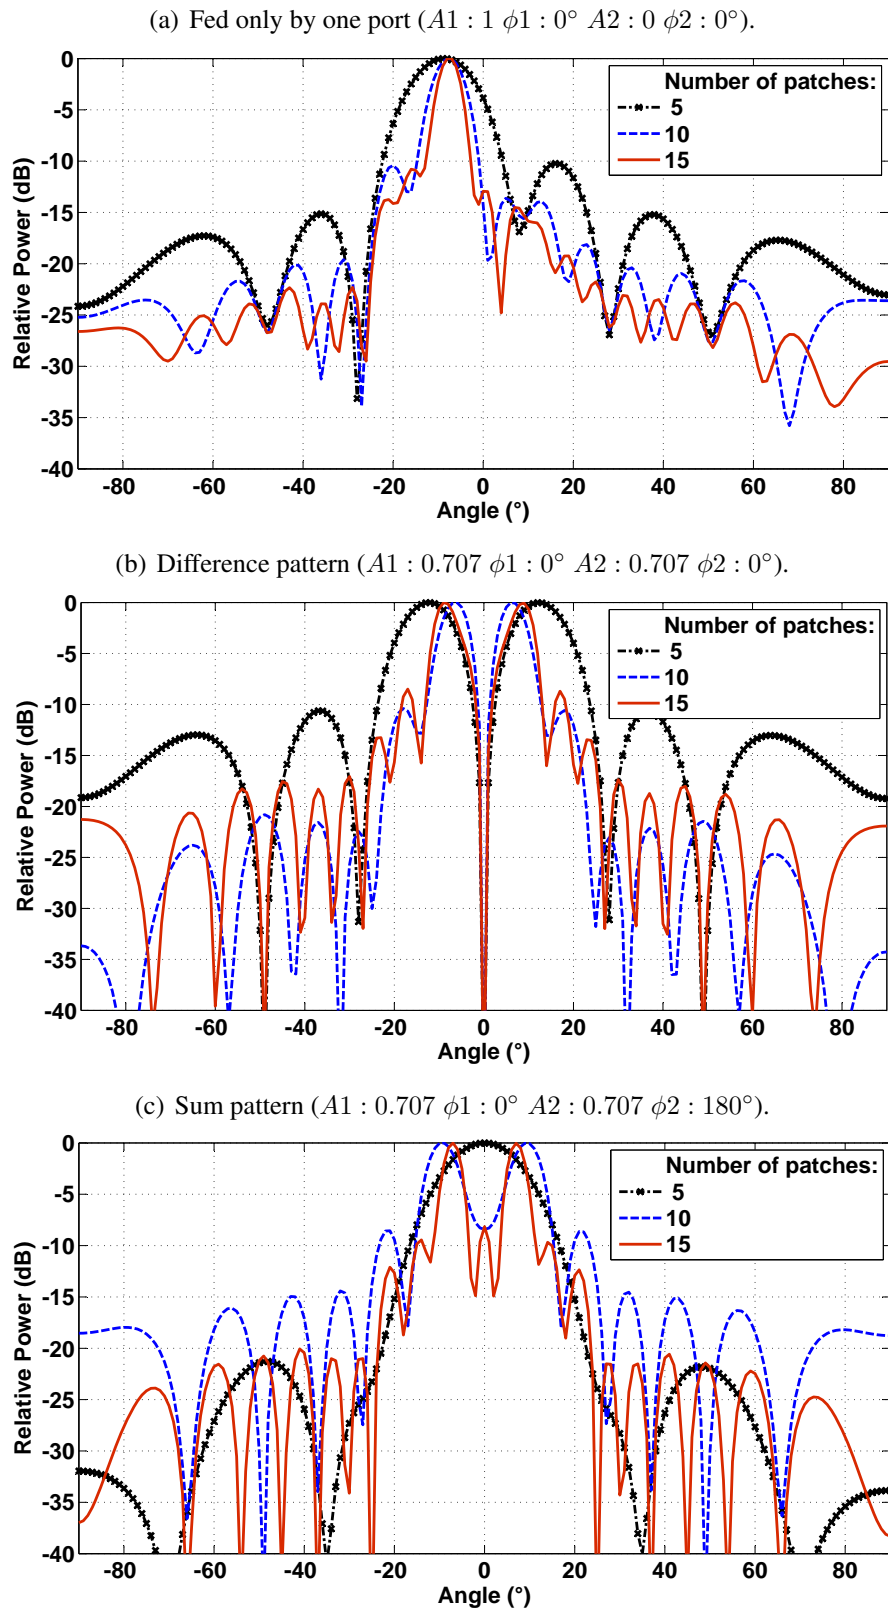 (a) Fed only by one port (A1 : 1 ϕ1 : 0° A2 : 0 ϕ2 : 0°).
0
-5
-10
-15
-20
-25
-30
-35
-40
Relative Power (dB)
Number of patches:
5
10
15
-80 -60 -40 -20 0 20 40 60 80
Angle (°)
(b) Difference pattern (A1 : 0.707 ϕ1 : 0° A2 : 0.707 ϕ2 : 0°).
0
-5
-10
-15
-20
-25
-30
-35
-40
Relative Power (dB)
Number of patches:
5
10
15
-80 -60 -40 -20 0 20 40 60 80
Angle (°)
(c) Sum pattern (A1 : 0.707 ϕ1 : 0° A2 : 0.707 ϕ2 : 180°).
0
-5
-10
-15
-20
-25
-30
-35
-40
Relative Power (dB)
Number of patches:
5
10
15
-80 -60 -40 -20 0 20 40 60 80
Angle (°)